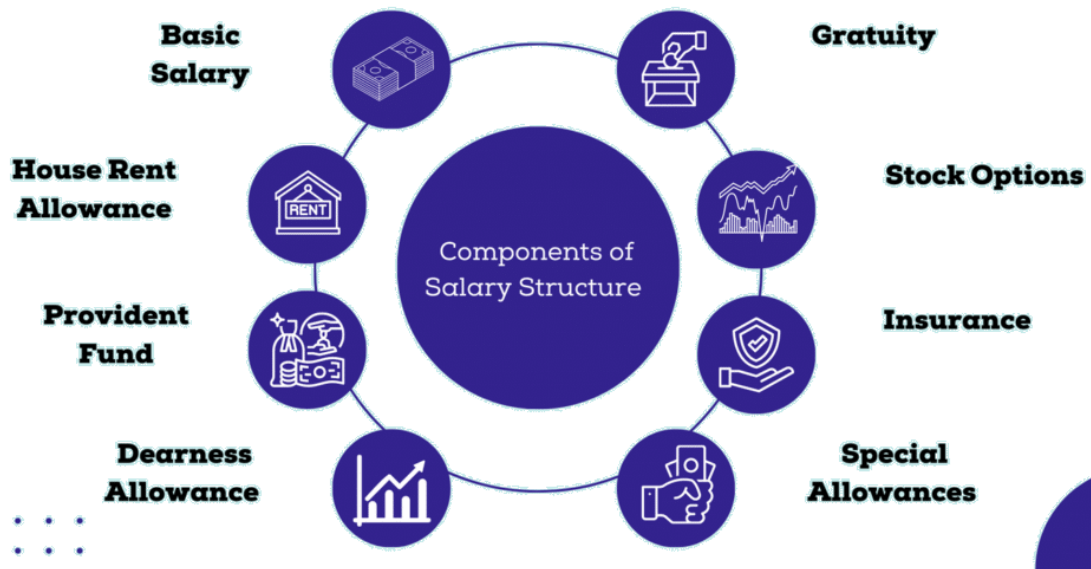 Basic
Salary
Gratuity
House Rent
Allowance
RENT
Stock Options
Components of
Salary Structure
Provident
Fund
Insurance
Dearness
Allowance
Special
Allowances